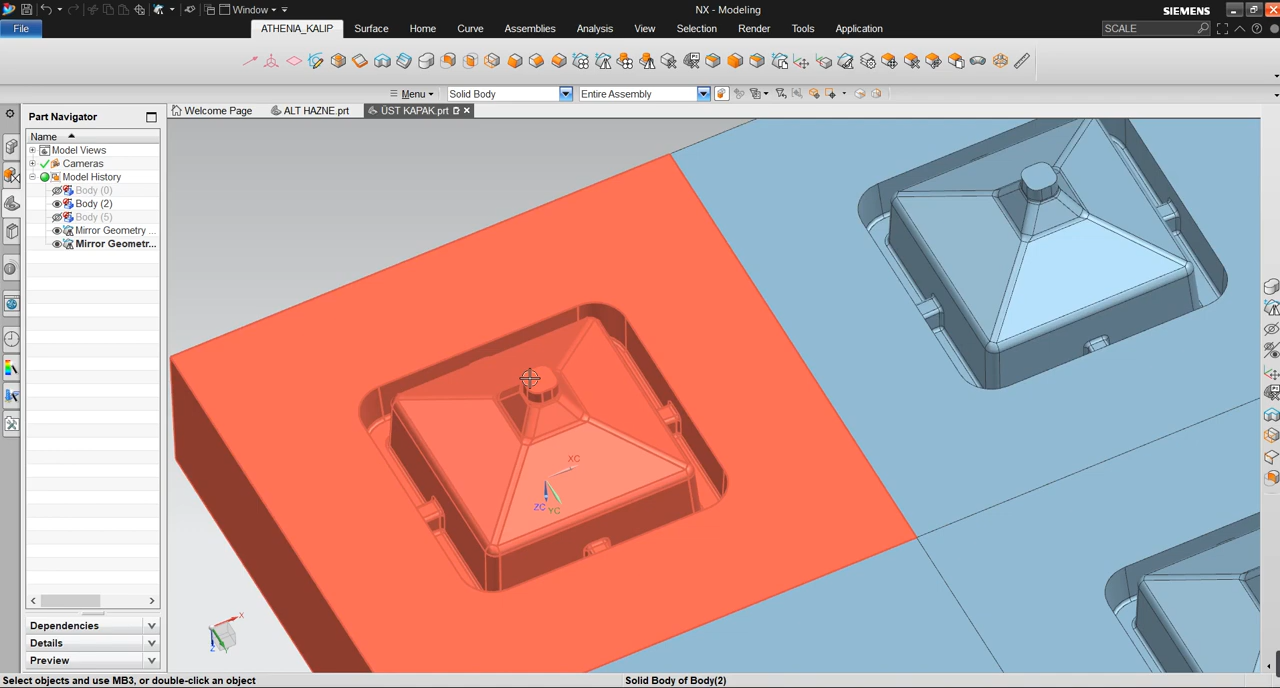 Window
NX - Modeling
SIEMENS
File
ATHENIA_KALIP
Surface
Home
Curve
Assemblies
Analysis
View
Selection
Render
Tools
Application
SCALE
Menu
Solid Body
Entire Assembly
Part Navigator
Welcome Page
ALT HAZNE.prt
ÜST KAPAK.prt
Name
Model Views
Cameras
Model History
Body (0)
Body (2)
Body (5)
Mirror Geometry ...
Mirror Geometr...
XC
ZC
YC
X
Z
Y
Dependencies
Details
Preview
Select objects and use MB3, or double-click an object
Solid Body of Body(2)